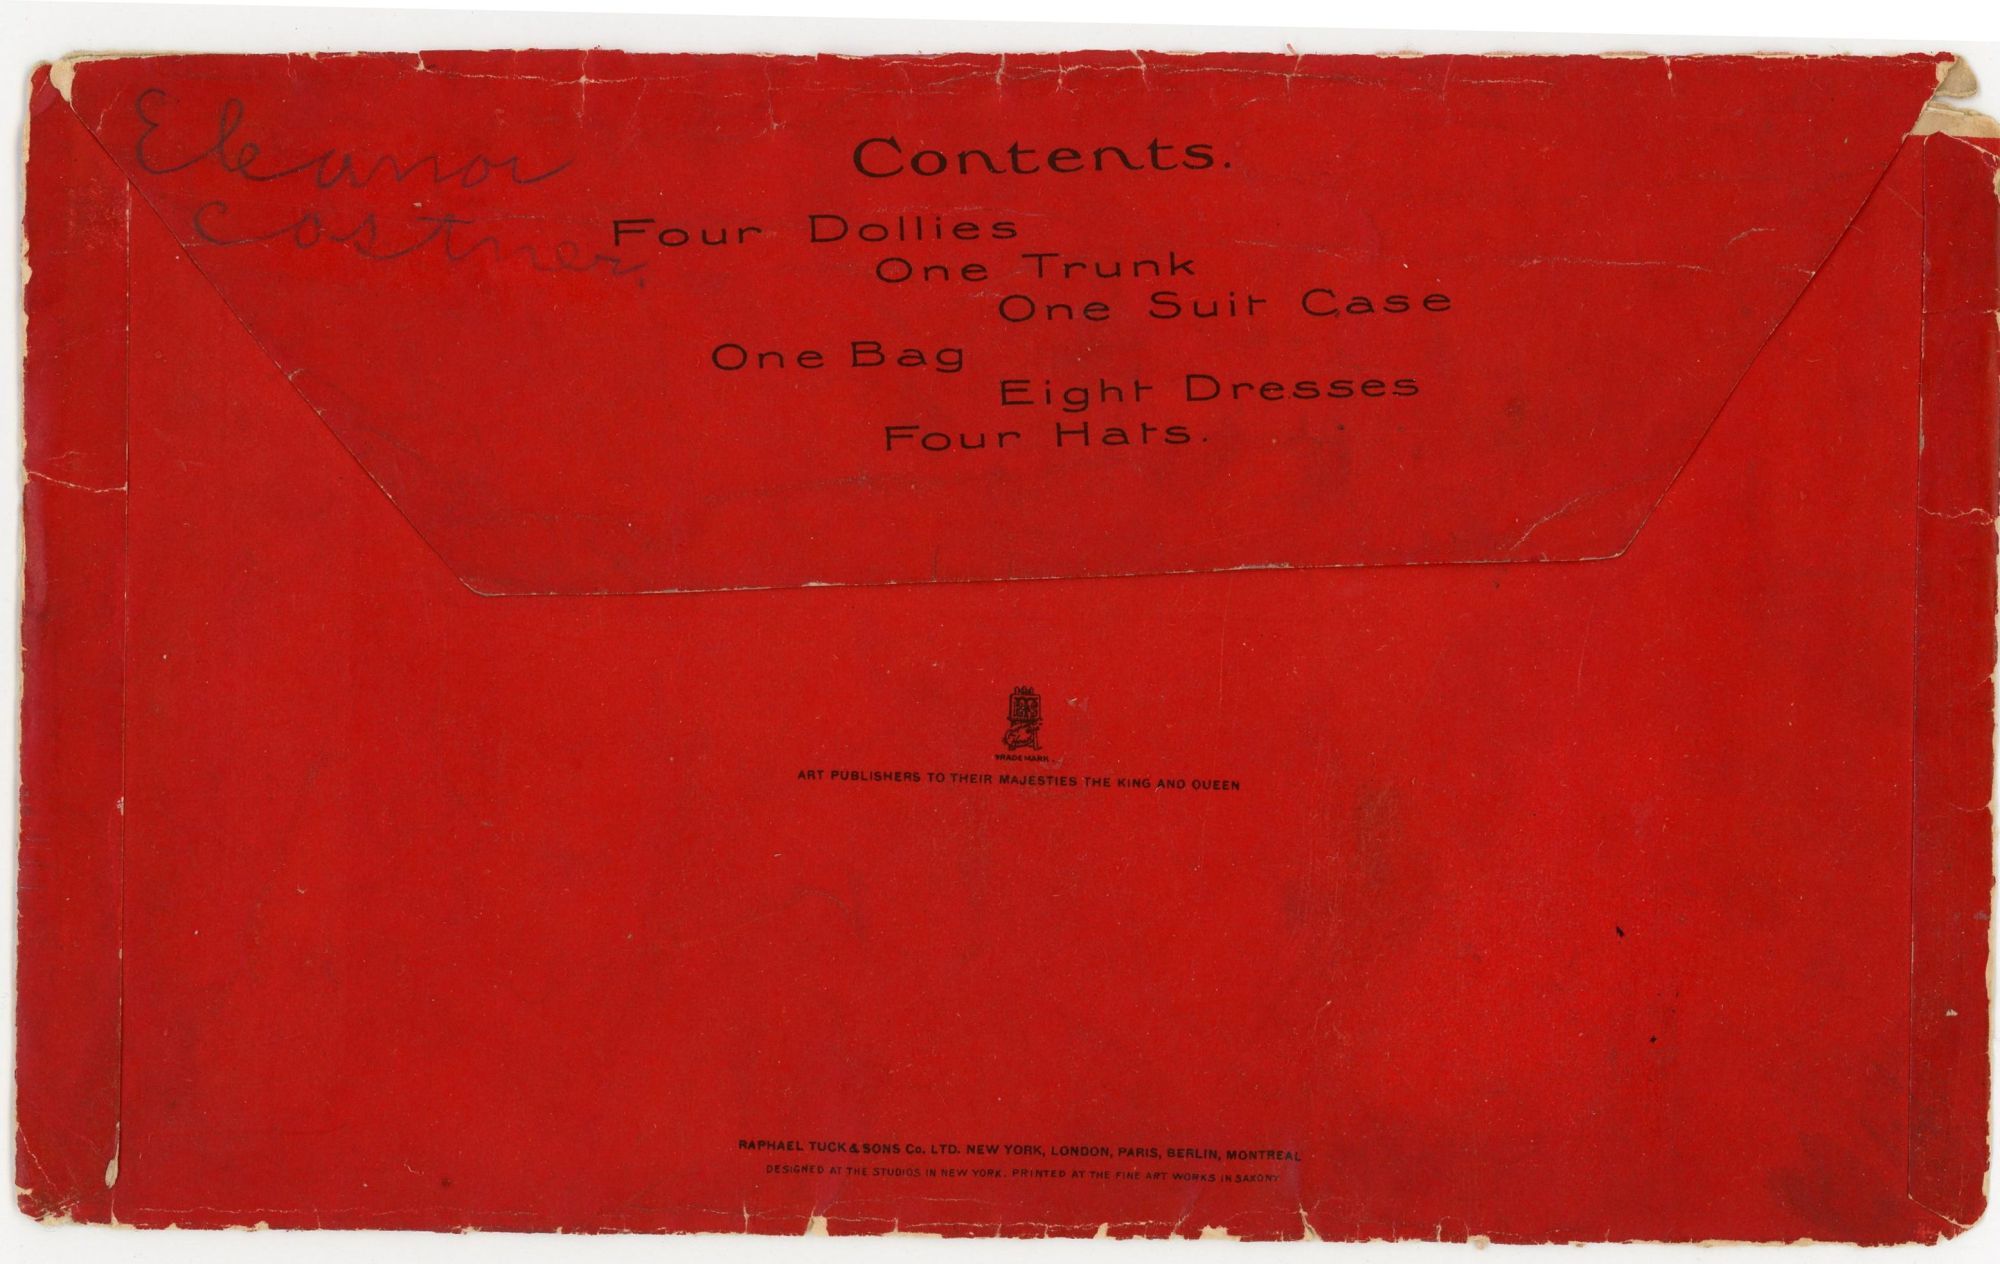 Eleanor
Costner
Contents.
Four Dollies
One Trunk
One Suit Case
One Bag
Eight Dresses
Four Hats.
TRADE MARK
ART PUBLISHERS TO THEIR MAJESTIES THE KING AND QUEEN
RAPHAEL TUCK & SONS Co. LTD. NEW YORK, LONDON, PARIS, BERLIN, MONTREAL
DESIGNED AT THE STUDIOS IN NEW YORK. PRINTED AT THE FINE ART WORKS IN SAXONY